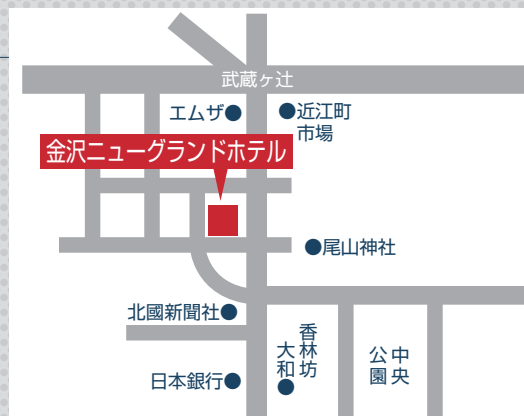 武蔵ヶ辻
エムザ
近江町
市場
金沢ニューグランドホテル
尾山神社
北國新聞社
香林坊
大和
中央
公園
日本銀行